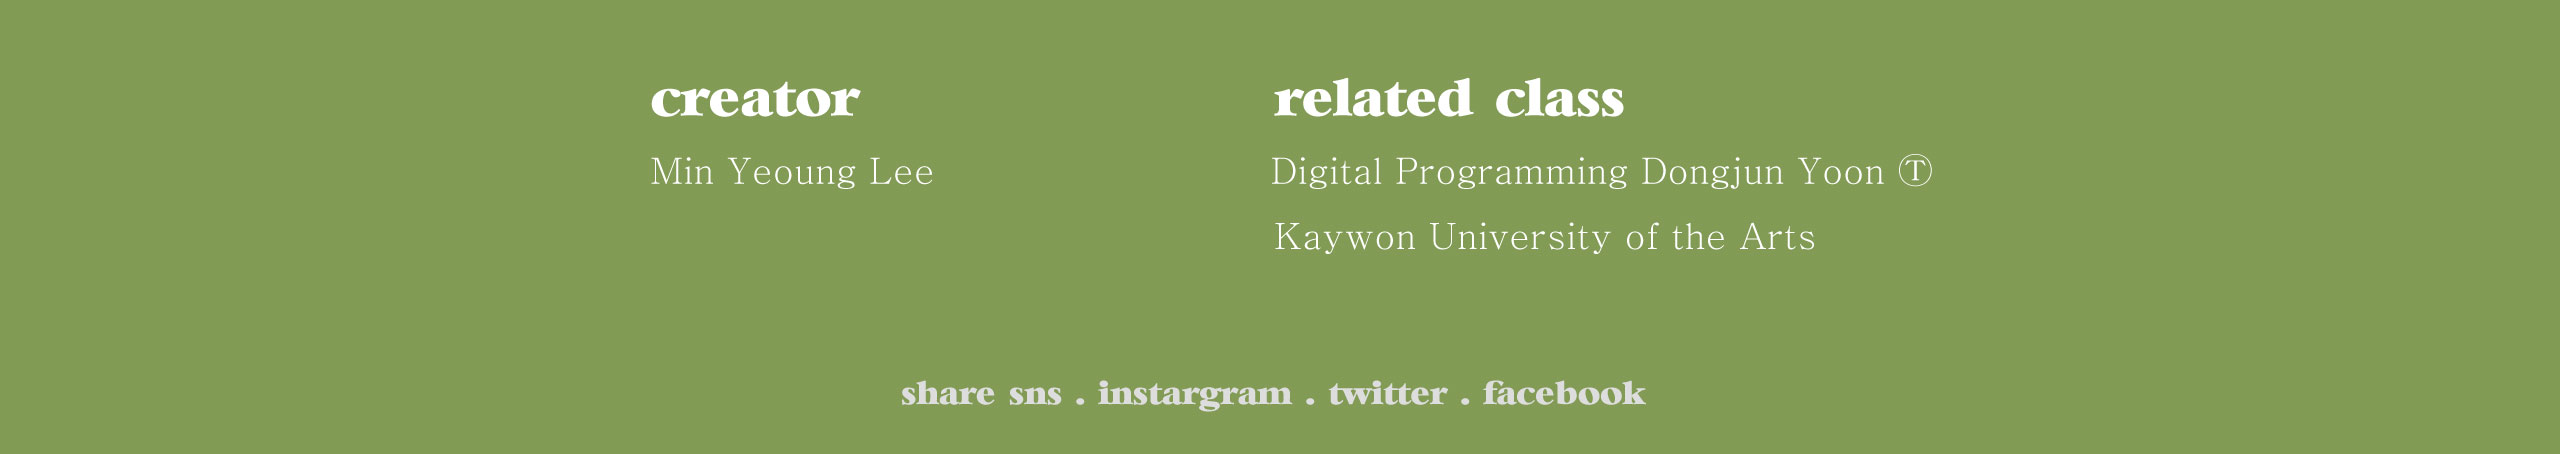 creator
Min Yeoung Lee
related class
Digital Programming Dongjun Yoon Ⓣ
Kaywon University of the Arts
share sns . instargram . twitter . facebook